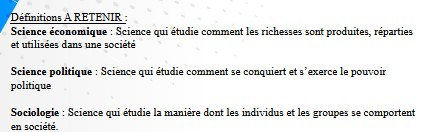 Définitions A RETENIR :
Science économique : Science qui étudie comment les richesses sont produites, réparties
et utilisées dans une société
Science politique : Science qui étudie comment se conquiert et s’exerce le pouvoir
politique
Sociologie : Science qui étudie la manière dont les individus et les groupes se comportent
en société.